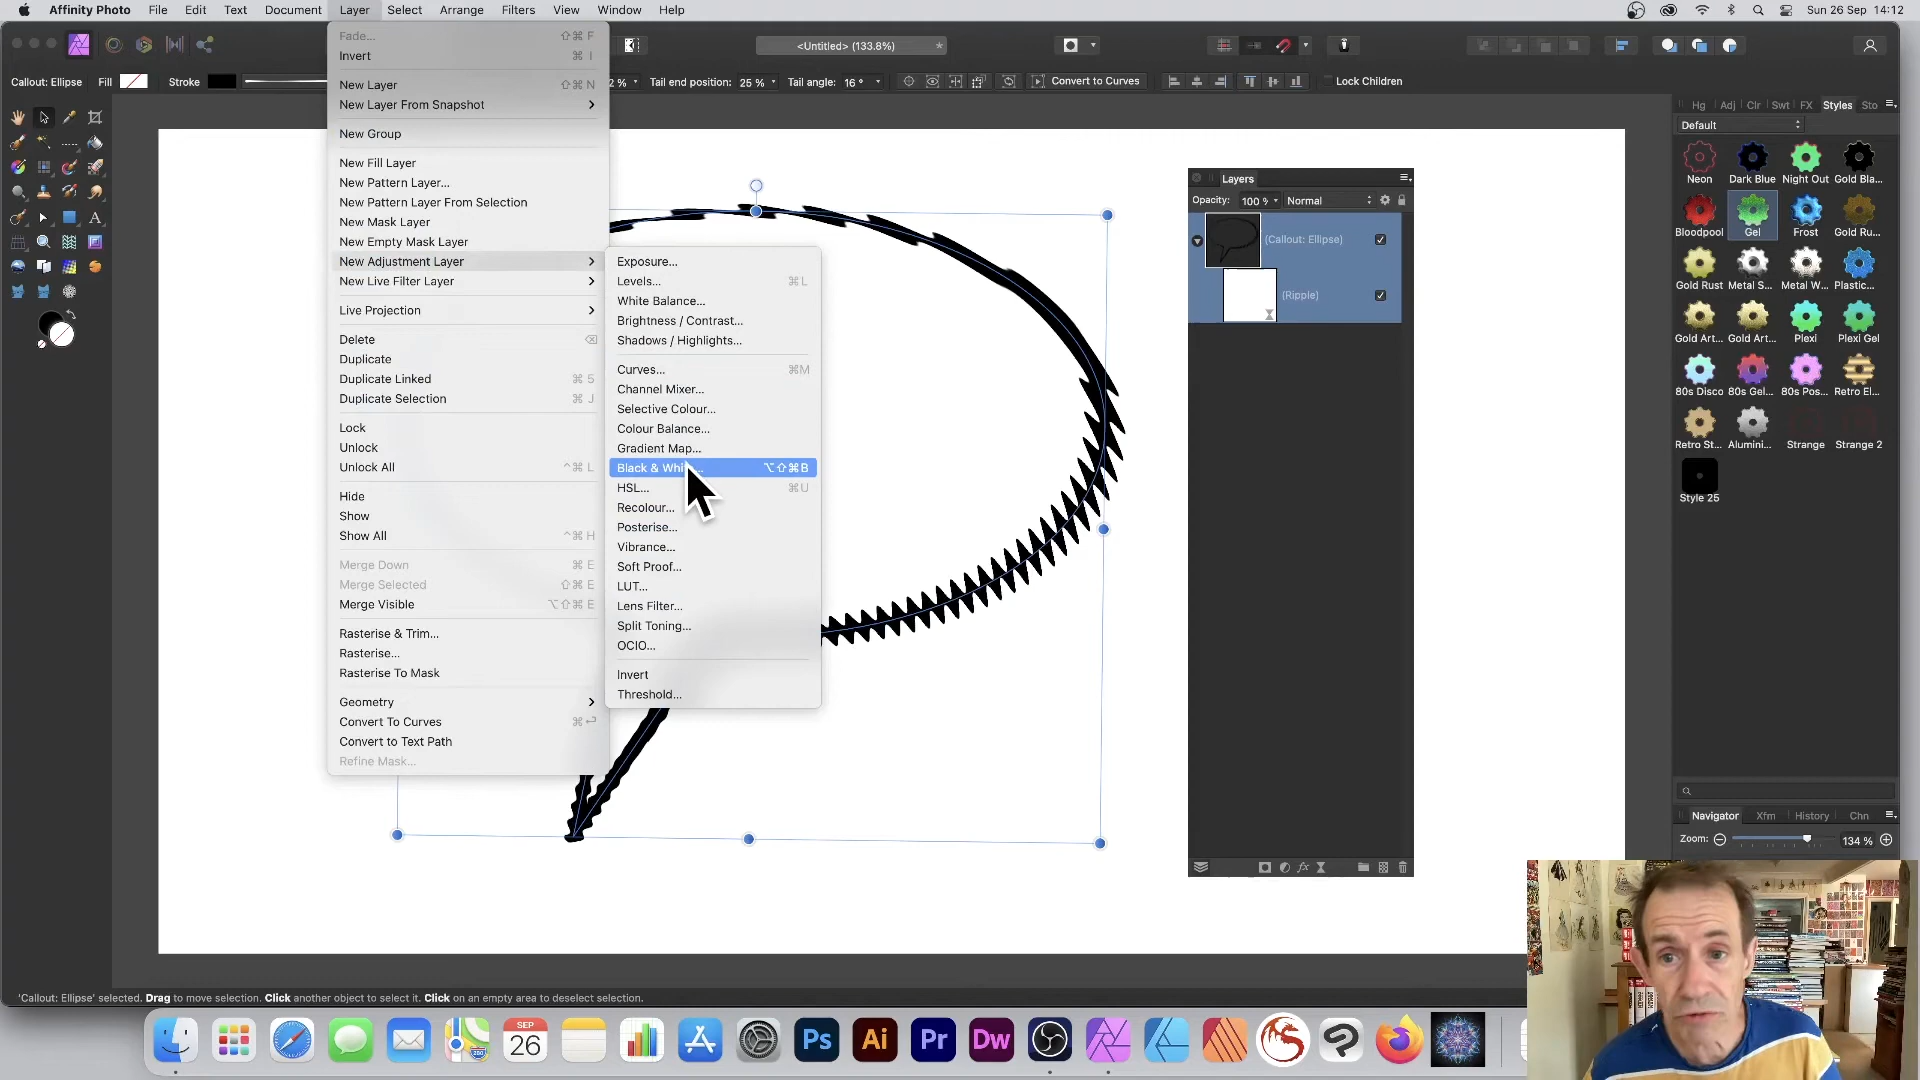 Affinity Photo File Edit Text Document Layer Select Arrange Filters View Window Help Sun 26 Sep 14:12
<Untitled> (133.8%)
Callout: Ellipse Fill Stroke 2 % Tail end position: 25 % Tail angle: 16 ° Convert to Curves Lock Children
Fade... ⇧⌘ F
Invert ⌘ I
New Layer ⇧⌘ N
New Layer From Snapshot
New Group
New Fill Layer
New Pattern Layer...
New Pattern Layer From Selection
New Mask Layer
New Empty Mask Layer
New Adjustment Layer
New Live Filter Layer
Live Projection
Delete
Duplicate
Duplicate Linked ⌘ 5
Duplicate Selection ⌘ J
Lock
Unlock
Unlock All ^⌘ L
Hide
Show
Show All ^⌘ H
Merge Down ⌘ E
Merge Selected ⇧⌘ E
Merge Visible ⌥⇧⌘ E
Rasterise & Trim...
Rasterise...
Rasterise To Mask
Geometry
Convert To Curves ⌘⏎
Convert to Text Path
Refine Mask...
Exposure...
Levels... ⌘L
White Balance...
Brightness / Contrast...
Shadows / Highlights...
Curves... ⌘M
Channel Mixer...
Selective Colour...
Colour Balance...
Gradient Map...
Black & Whi ... ⌥⇧⌘B
HSL... ⌘U
Recolour...
Posterise...
Vibrance...
Soft Proof...
LUT...
Lens Filter...
Split Toning...
OCIO...
Invert
Threshold...
Layers
Opacity: 100 % Normal
(Callout: Ellipse)
(Ripple)
Hg Adj Clr Swt FX Styles Sto
Default
Neon Dark Blue Night Out Gold Bla...
Bloodpool Gel Frost Gold Ru...
Gold Rust Metal S... Metal W... Plastic...
Gold Art... Gold Art... Plexi Plexi Gel
80s Disco 80s Gel... 80s Pos... Retro El...
Retro St... Alumini... Strange Strange 2
Style 25
Navigator Xfm History Chn
Zoom: 134 %
'Callout: Ellipse' selected. Drag to move selection. Click another object to select it. Click on an empty area to deselect selection.
SEP
26
Ps Ai Pr Dw